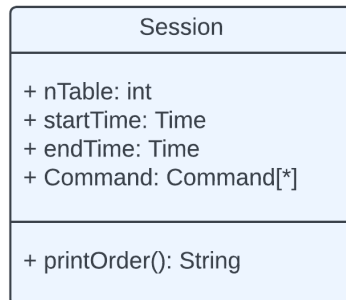 Session
+ nTable: int
+ startTime: Time
+ endTime: Time
+ Command: Command[*]
+ printOrder(): String